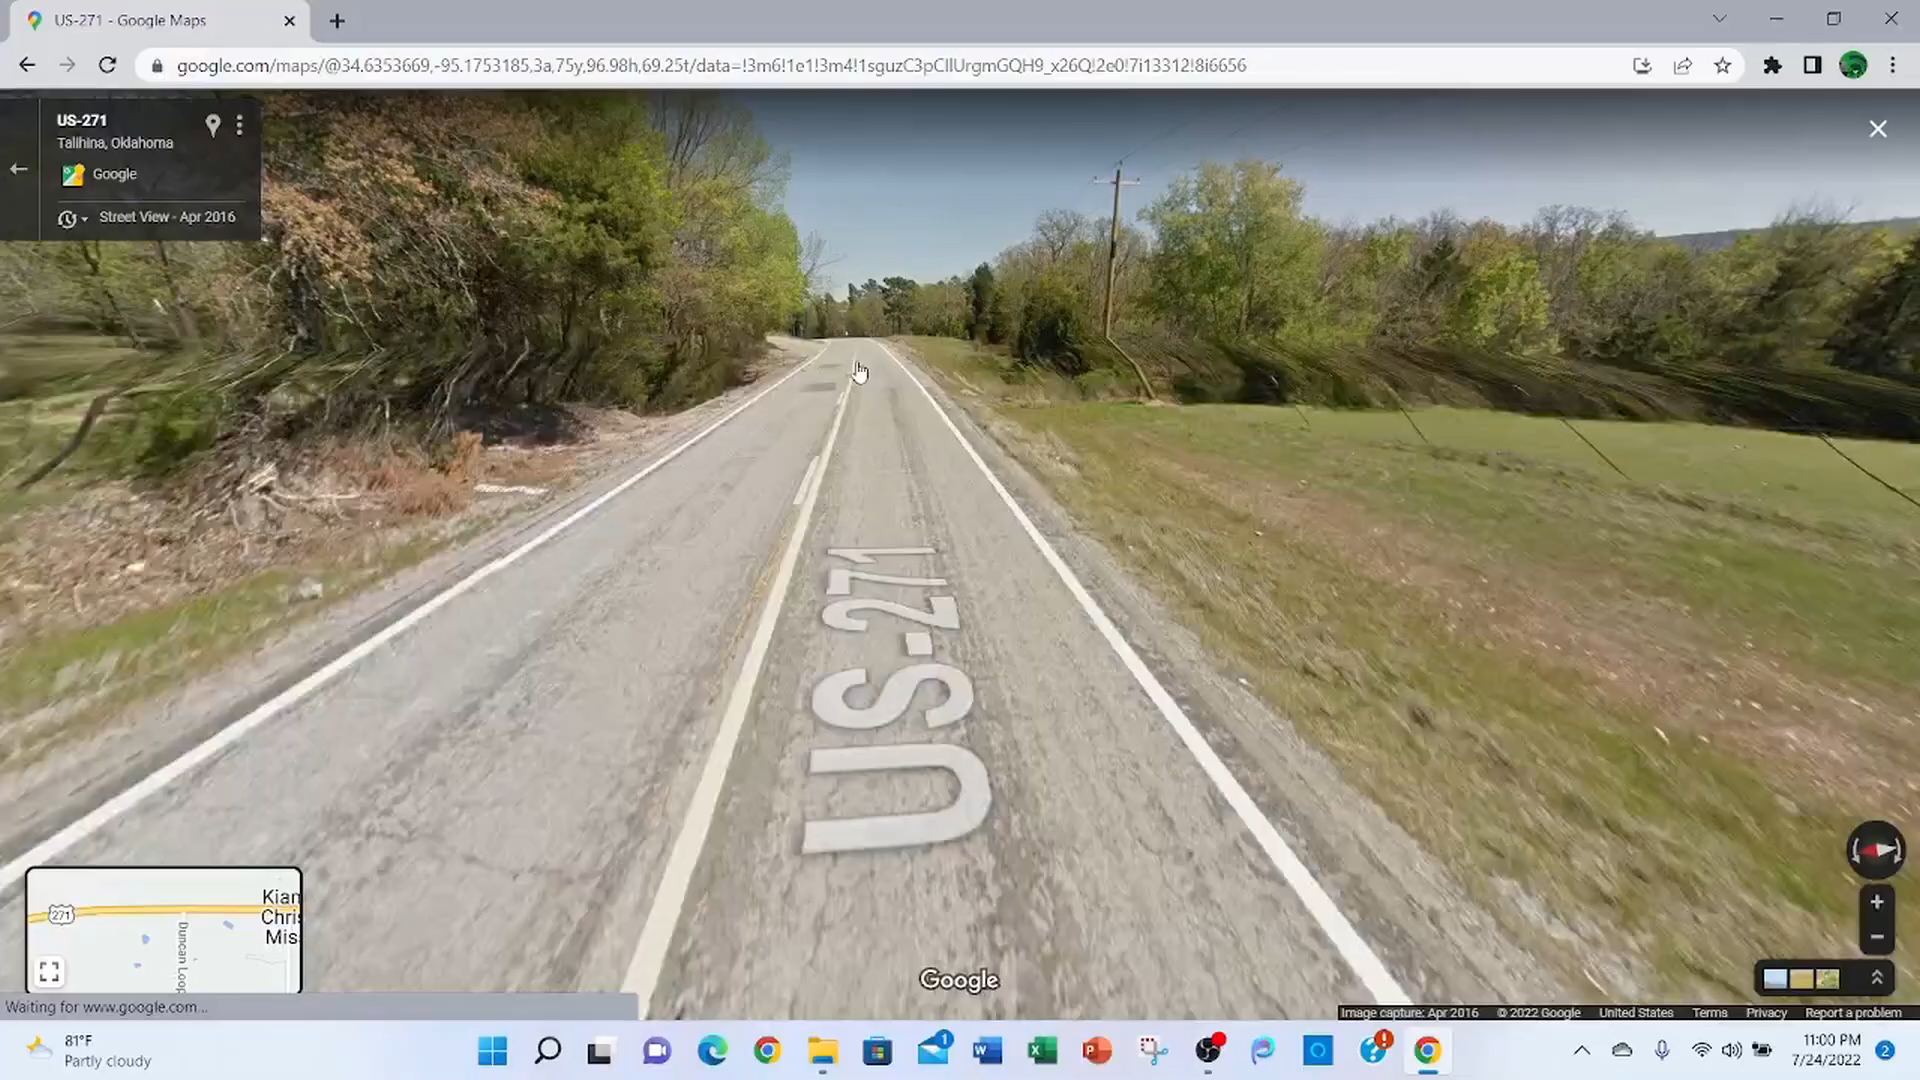 US-271 - Google Maps
google.com/maps/@34.6353669,-95.1753185,3a,75y,96.98h,69.25t/data=!3m6!1e1!3m4!1sguzC3pCIlUrgmGQH9_x26Q!2e0!7i13312!8i6656
US-271
Talihina, Oklahoma
Google
Street View - Apr 2016
US-271
271
Duncan Loop
Kian
Chris
Mis
Google
Waiting for www.google.com...
Image capture: Apr 2016 © 2022 Google United States Terms Privacy Report a problem
81°F
Partly cloudy
1
11:00 PM
7/24/2022
2